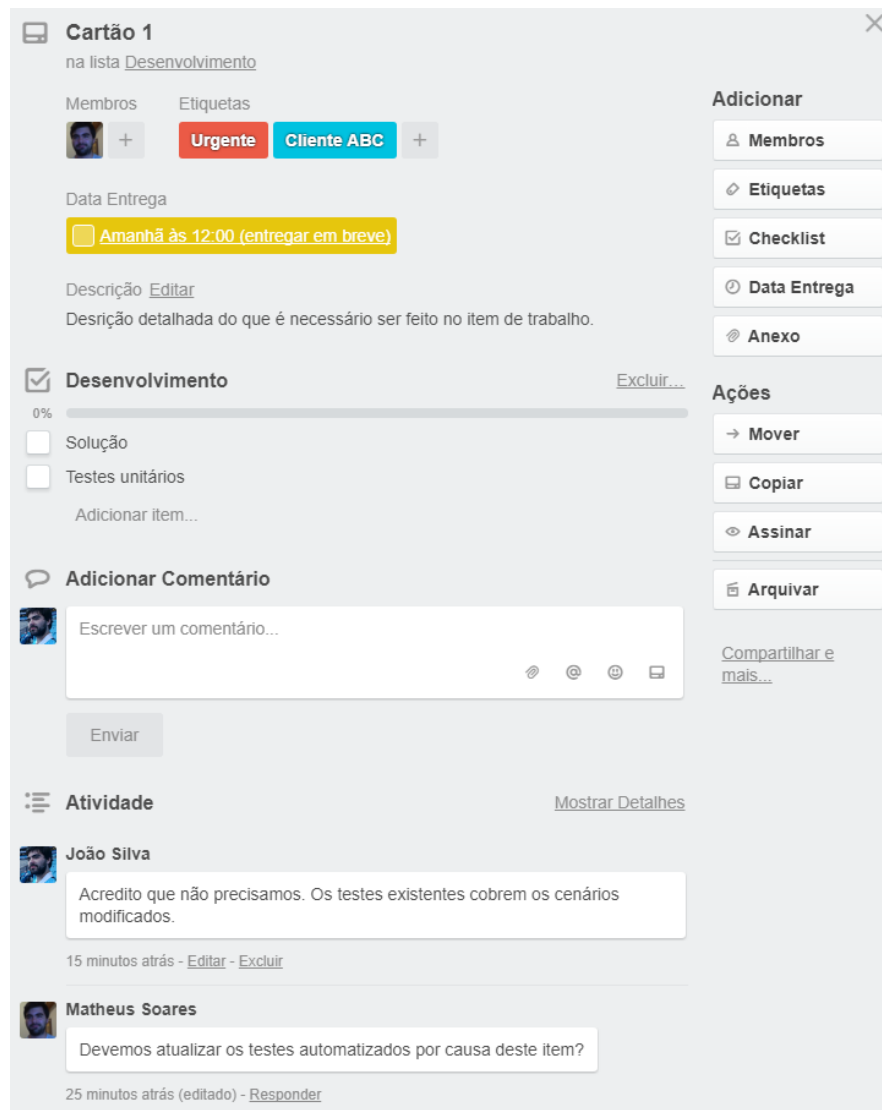 Cartão 1
na lista Desenvolvimento
Membros Etiquetas
+ Urgente Cliente ABC +
Data Entrega
Amanhã às 12:00 (entregar em breve)
Descrição Editar
Desrição detalhada do que é necessário ser feito no item de trabalho.
Desenvolvimento Excluir...
0%
Solução
Testes unitários
Adicionar item...
Adicionar Comentário
Escrever um comentário...
@
Enviar
Atividade Mostrar Detalhes
João Silva
Acredito que não precisamos. Os testes existentes cobrem os cenários
modificados.
15 minutos atrás - Editar - Excluir
Matheus Soares
Devemos atualizar os testes automatizados por causa deste item?
25 minutos atrás (editado) - Responder
Adicionar
Membros
Etiquetas
Checklist
Data Entrega
Anexo
Ações
Mover
Copiar
Assinar
Arquivar
Compartilhar e
mais...